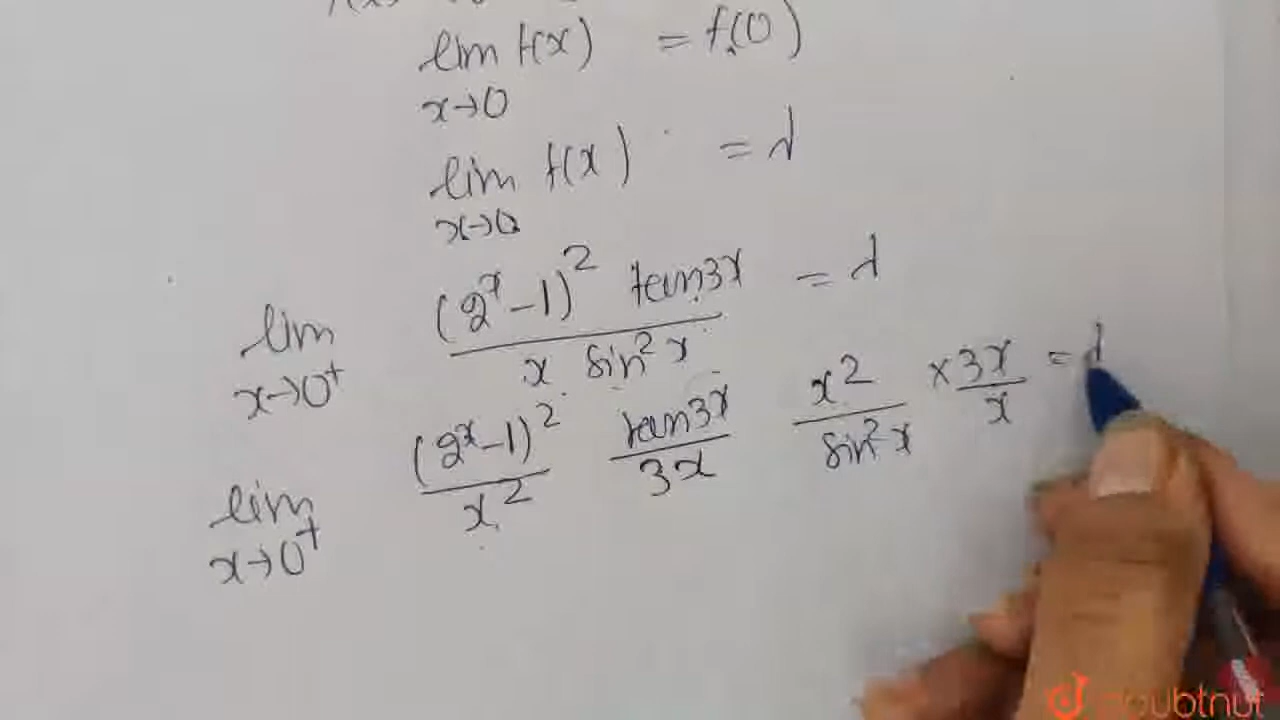 lim f(x) = f(0)
x→0
lim f(x) = λ
x→0
lim (2^x-1)^2 tan3x / x sin^2 x = λ
x→0+
lim (2^x-1)^2 / x^2 tan3x / 3x x^2 / sin^2 x × 3x / x = λ
x→0+
doubtnut